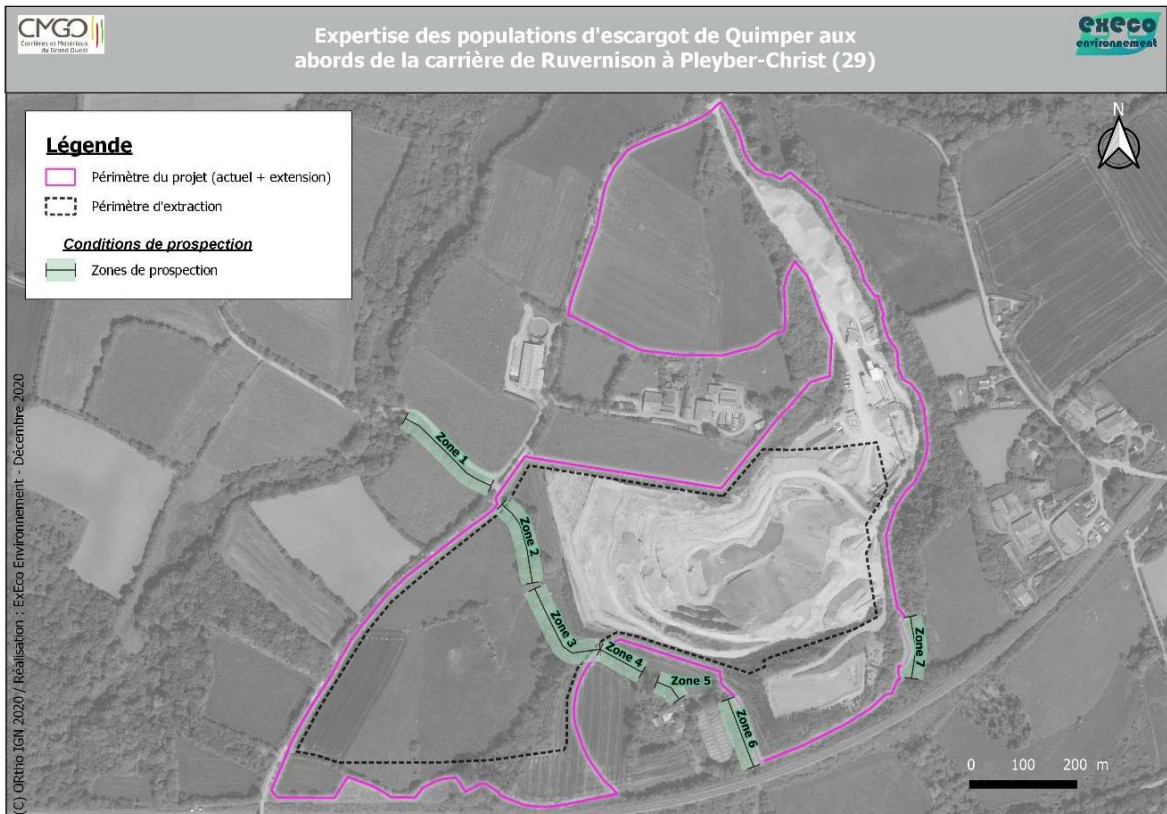 CMGO
Carrières et Matériaux
du Grand Ouest
Expertise des populations d'escargot de Quimper aux
abords de la carrière de Ruvernison à Pleyber-Christ (29)
execo
environnement
Légende
Périmètre du projet (actuel + extension)
Périmètre d'extraction
Conditions de prospection
Zones de prospection
N
Zone 1
Zone 2
Zone 3
Zone 4
Zone 5
Zone 6
Zone 7
0 100 200 m
(C) ORtho IGN 2020 / Réalisation : ExEco Environnement - Décembre 2020